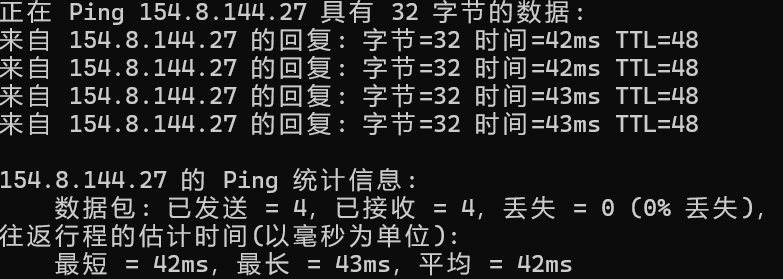 正在 Ping 154.8.144.27 具有 32 字节的数据:
来自 154.8.144.27 的回复: 字节=32 时间=42ms TTL=48
来自 154.8.144.27 的回复: 字节=32 时间=42ms TTL=48
来自 154.8.144.27 的回复: 字节=32 时间=43ms TTL=48
来自 154.8.144.27 的回复: 字节=32 时间=43ms TTL=48
154.8.144.27 的 Ping 统计信息:
数据包: 已发送 = 4, 已接收 = 4, 丢失 = 0 (0% 丢失),
往返行程的估计时间(以毫秒为单位):
最短 = 42ms, 最长 = 43ms, 平均 = 42ms